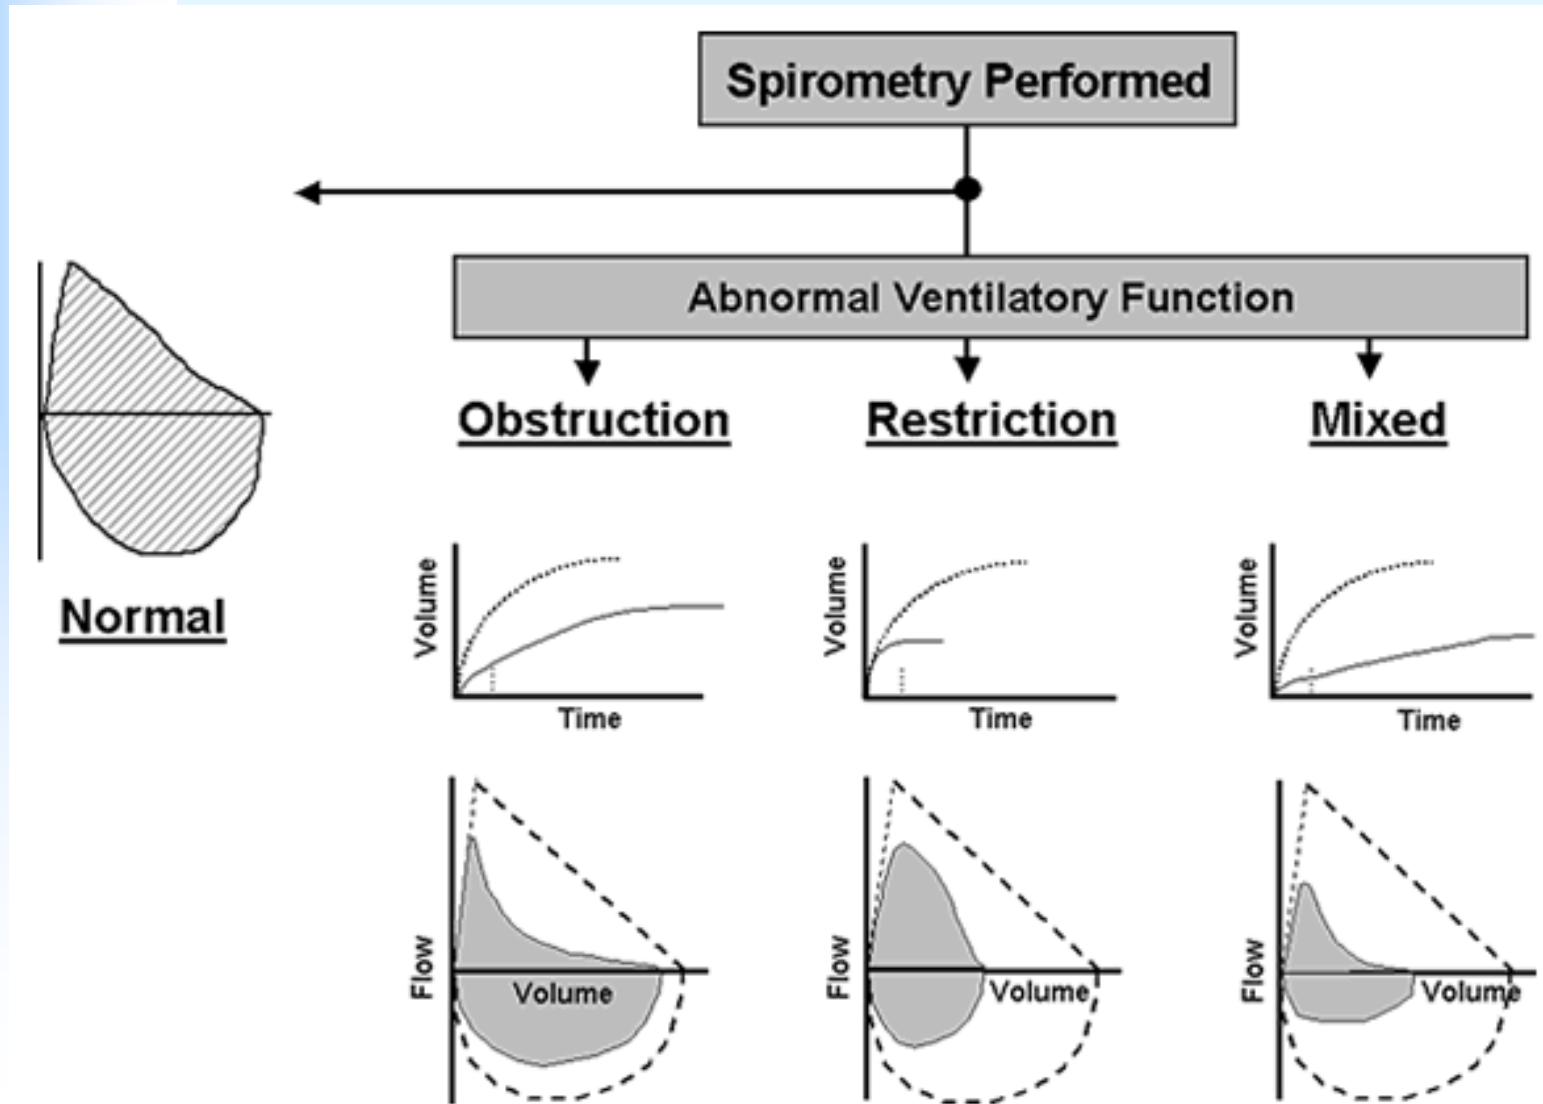 Spirometry Performed
Abnormal Ventilatory Function
Obstruction
Restriction
Mixed
Normal
Volume
Time
Volume
Time
Volume
Time
Flow
Volume
Flow
Volume
Flow
Volume